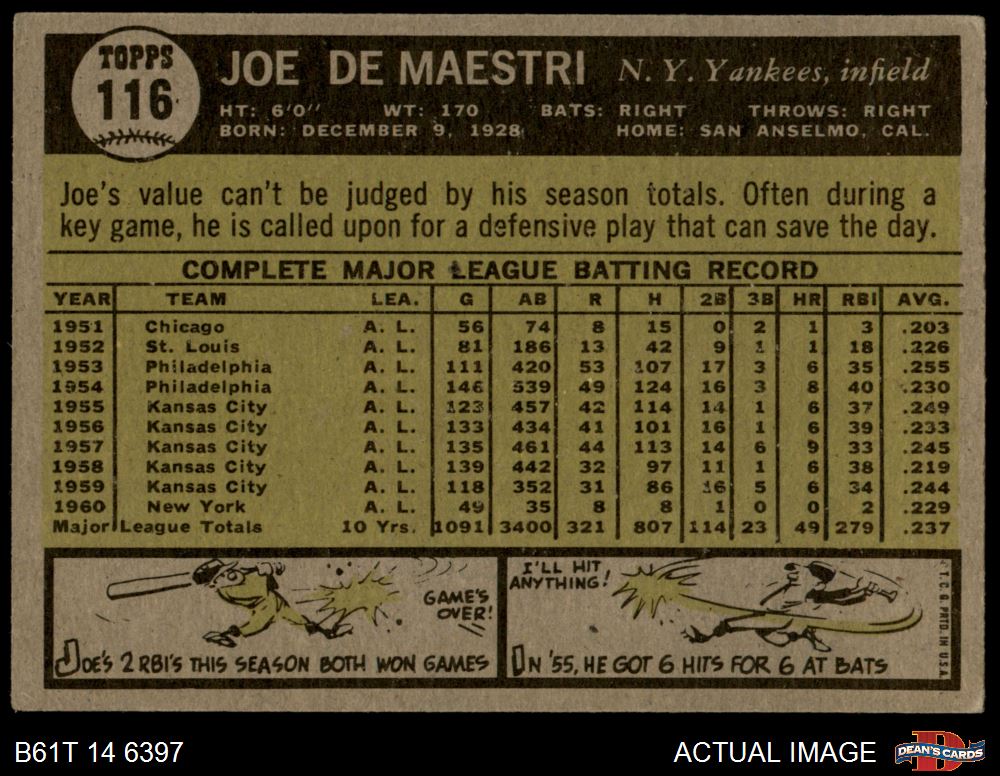 TOPPS
116
JOE DE MAESTRI N. Y. Yankees, infield
HT: 6'0" WT: 170 BATS: RIGHT THROWS: RIGHT
BORN: DECEMBER 9, 1928 HOME: SAN ANSELMO, CAL.
Joe's value can't be judged by his season totals. Often during a
key game, he is called upon for a defensive play that can save the day.
COMPLETE MAJOR LEAGUE BATTING RECORD
YEAR TEAM LEA. G AB R H 2B 3B HR RBI AVG.
1951 Chicago A. L. 56 74 8 15 0 2 1 3 .203
1952 St. Louis A. L. 81 186 13 42 9 1 1 18 .226
1953 Philadelphia A. L. 111 420 53 107 17 3 6 35 .255
1954 Philadelphia A. L. 146 539 49 124 16 3 8 40 .230
1955 Kansas City A. L. 123 457 42 114 14 1 6 37 .249
1956 Kansas City A. L. 133 434 41 101 16 1 6 39 .233
1957 Kansas City A. L. 135 461 44 113 14 6 9 33 .245
1958 Kansas City A. L. 139 442 32 97 11 1 6 38 .219
1959 Kansas City A. L. 118 352 31 86 16 5 6 34 .244
1960 New York A. L. 49 35 8 8 1 0 0 2 .229
Major League Totals 10 Yrs. 1091 3400 321 807 114 23 49 279 .237
GAME'S
OVER!
JOE'S 2 RBI'S THIS SEASON BOTH WON GAMES
I'LL HIT
ANYTHING!
IN '55, HE GOT 6 HITS FOR 6 AT BATS
★ T. C. G. PRTD. IN U.S.A.
B61T 14 6397
ACTUAL IMAGE
D
DEAN'S CARDS